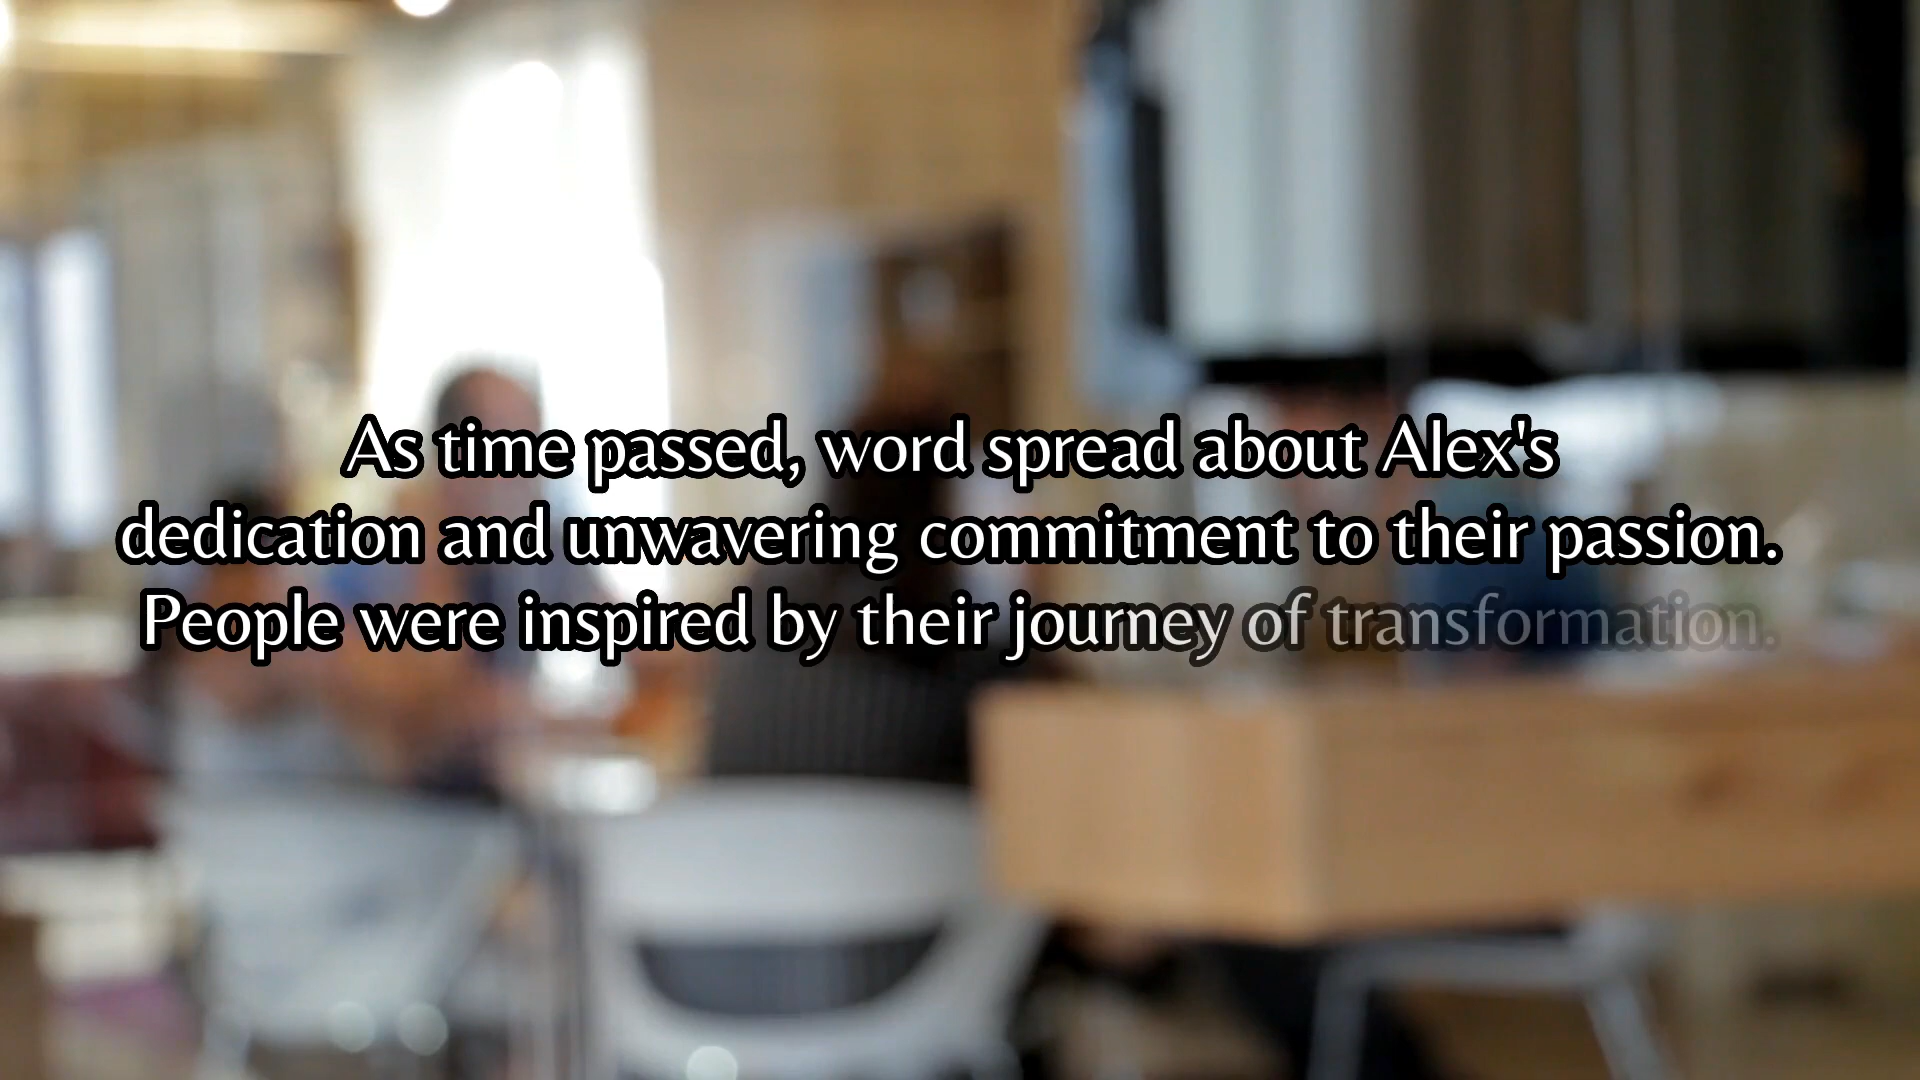 As time passed, word spread about Alex's
dedication and unwavering commitment to their passion.
People were inspired by their journey of transformation.